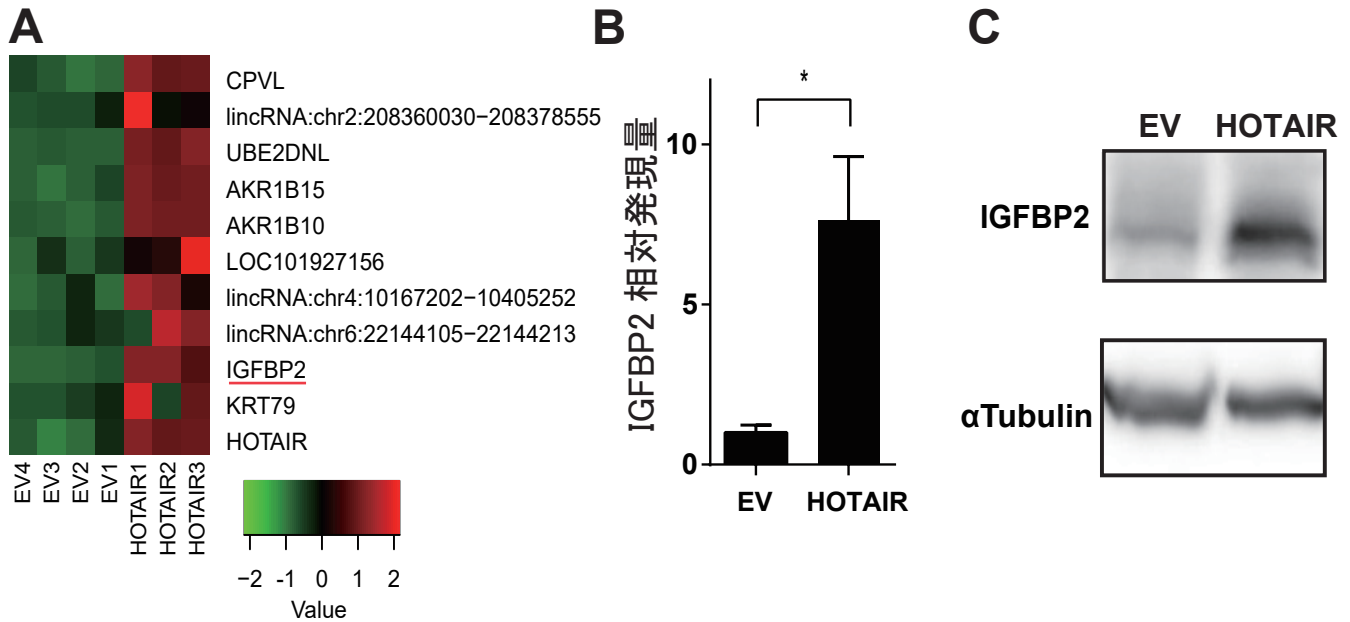 A
CPVL
lincRNA:chr2:208360030−208378555
UBE2DNL
AKR1B15
AKR1B10
LOC101927156
lincRNA:chr4:10167202−10405252
lincRNA:chr6:22144105−22144213
IGFBP2
KRT79
HOTAIR
EV4
EV3
EV2
EV1
HOTAIR1
HOTAIR2
HOTAIR3
−2 -1 0 1 2
Value
B
IGFBP2 相対発現量
*
10
5
0
EV HOTAIR
C
EV HOTAIR
IGFBP2
αTubulin